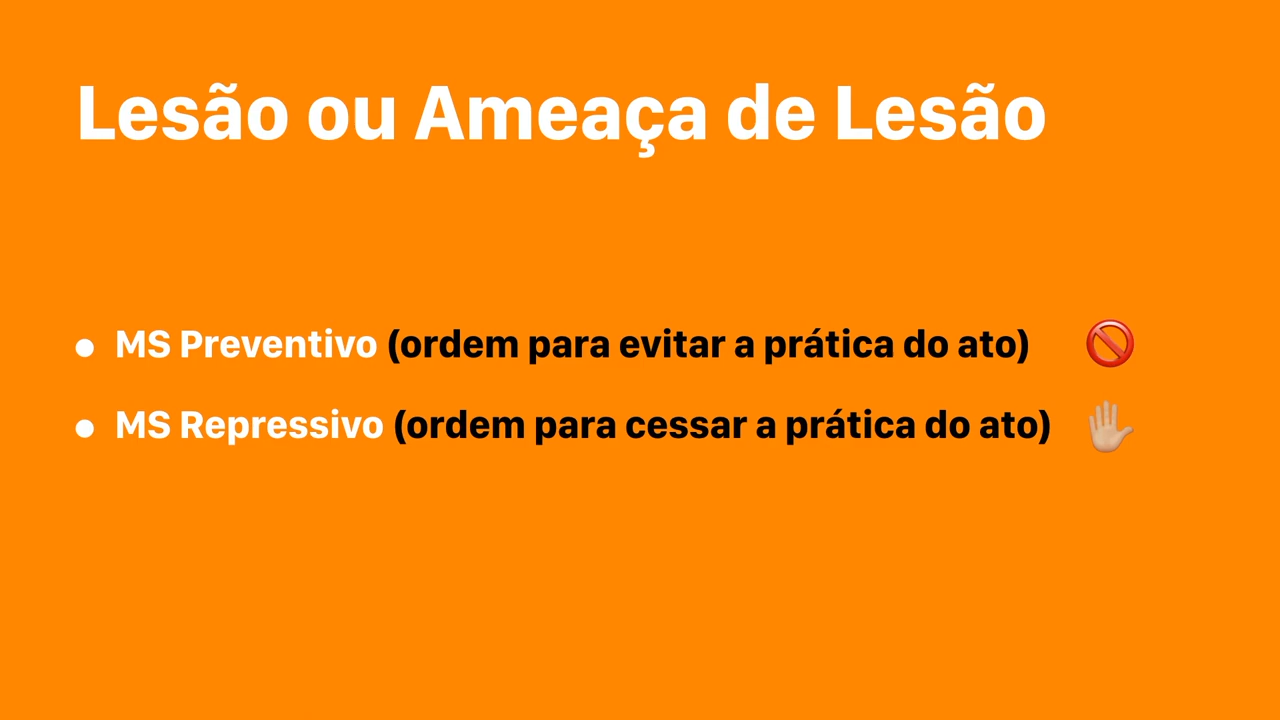 Lesão ou Ameaça de Lesão
• MS Preventivo (ordem para evitar a prática do ato) 🚫
• MS Repressivo (ordem para cessar a prática do ato) 🖐🏼